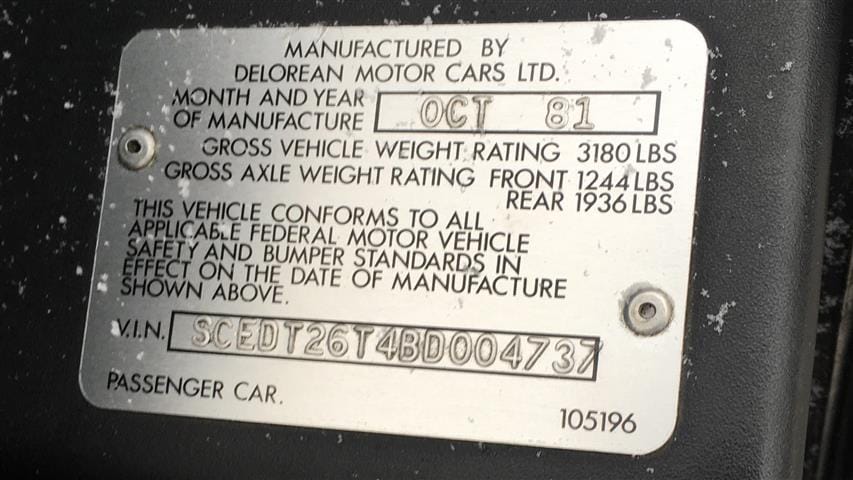 MANUFACTURED BY
DELOREAN MOTOR CARS LTD.
MONTH AND YEAR
OF MANUFACTURE OCT 81
GROSS VEHICLE WEIGHT RATING 3180 LBS
GROSS AXLE WEIGHT RATING FRONT 1244 LBS
REAR 1936 LBS
THIS VEHICLE CONFORMS TO ALL
APPLICABLE FEDERAL MOTOR VEHICLE
SAFETY AND BUMPER STANDARDS IN
EFFECT ON THE DATE OF MANUFACTURE
SHOWN ABOVE.
V.I.N. SCEDT26T4BD004737
PASSENGER CAR.
105196